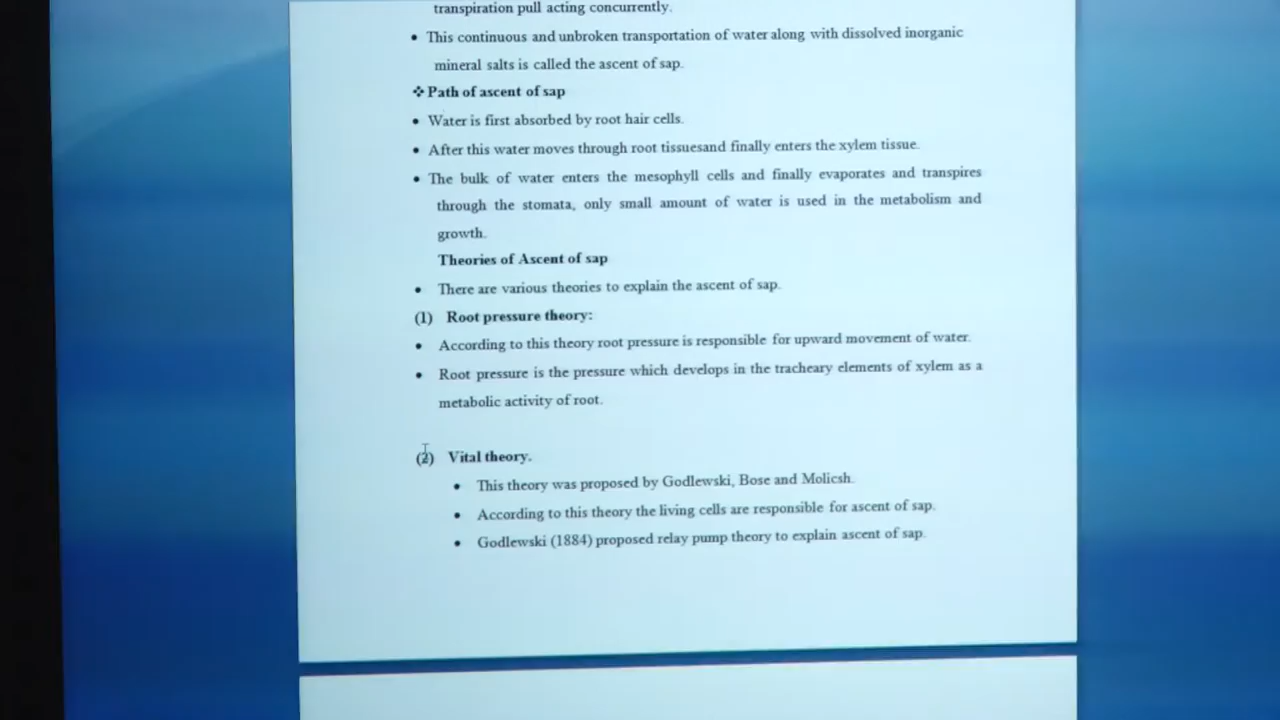 transpiration pull acting concurrently.
• This continuous and unbroken transportation of water along with dissolved inorganic
mineral salts is called the ascent of sap.
❖ Path of ascent of sap
• Water is first absorbed by root hair cells.
• After this water moves through root tissuesand finally enters the xylem tissue.
• The bulk of water enters the mesophyll cells and finally evaporates and transpires
through the stomata, only small amount of water is used in the metabolism and
growth.
Theories of Ascent of sap
• There are various theories to explain the ascent of sap.
(1) Root pressure theory:
• According to this theory root pressure is responsible for upward movement of water.
• Root pressure is the pressure which develops in the tracheary elements of xylem as a
metabolic activity of root.
(2) Vital theory.
• This theory was proposed by Godlewski, Bose and Molicsh.
• According to this theory the living cells are responsible for ascent of sap.
• Godlewski (1884) proposed relay pump theory to explain ascent of sap.